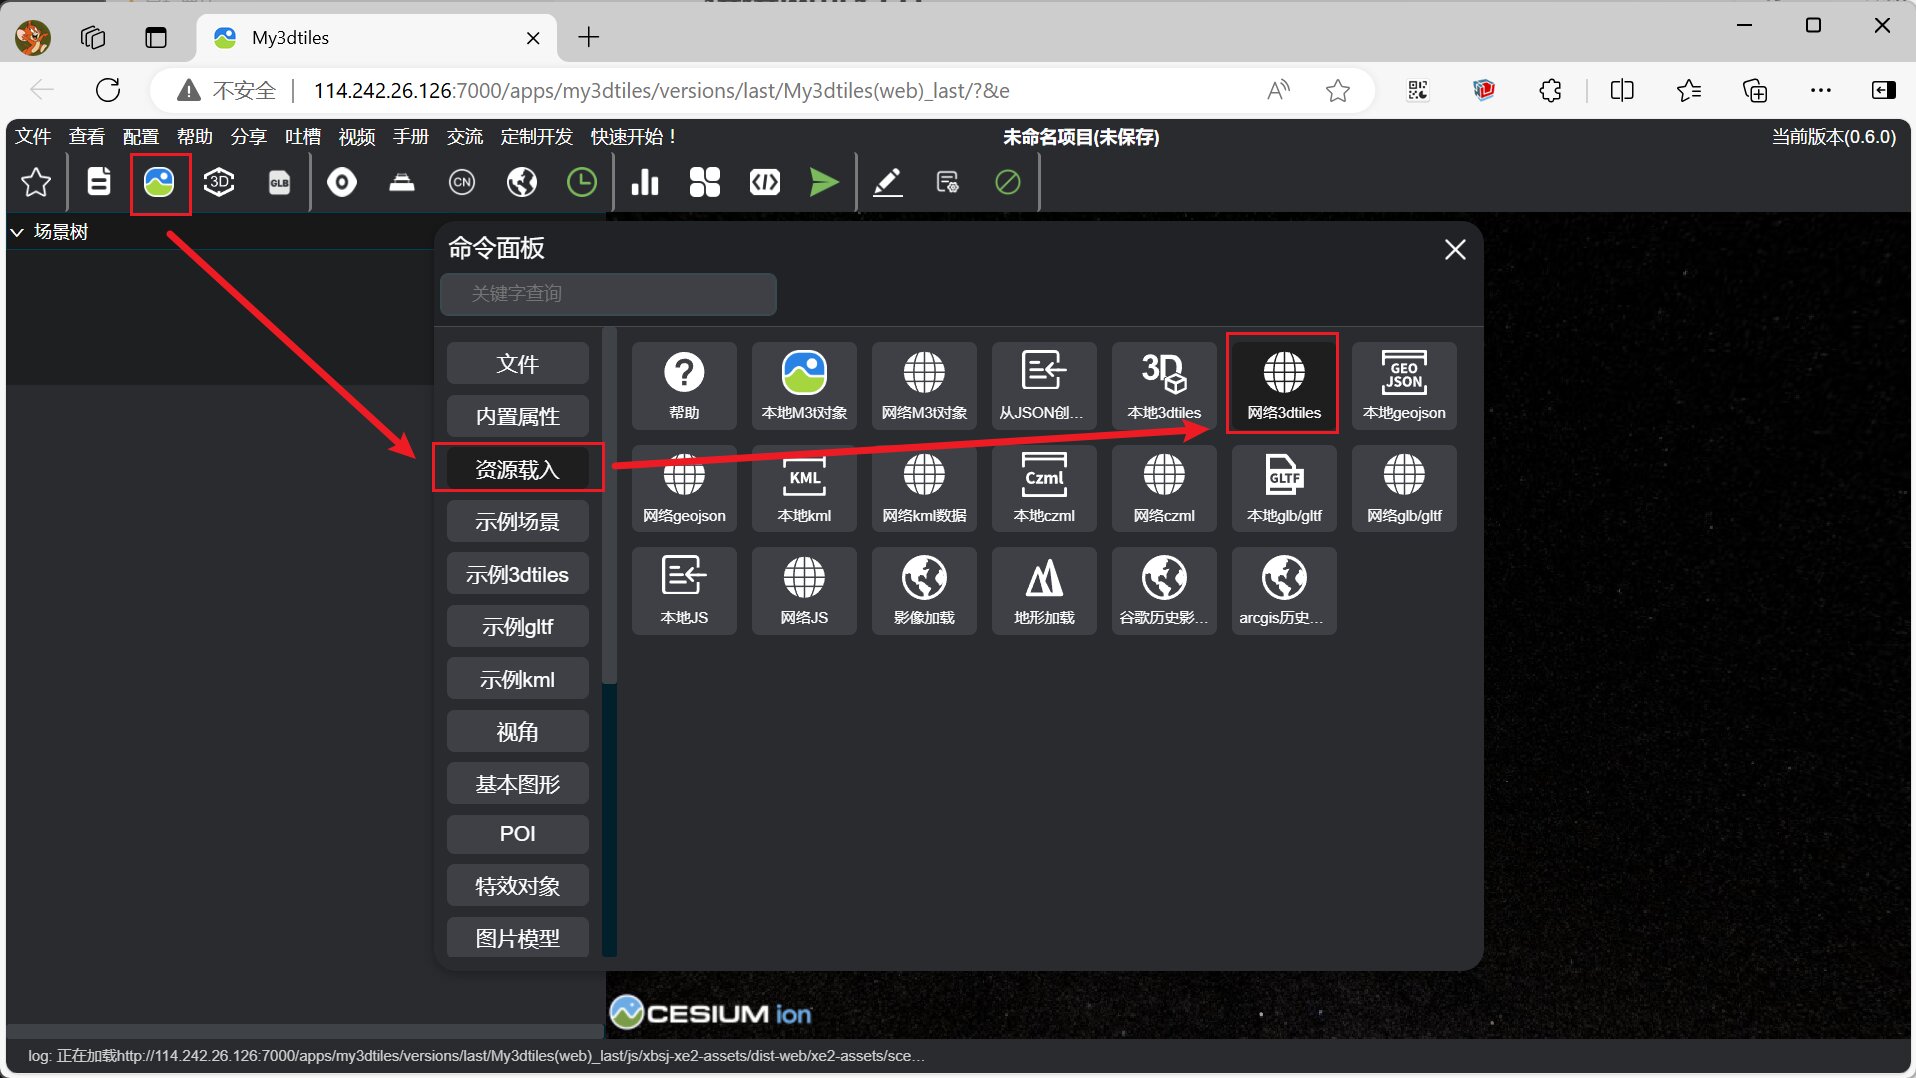 My3dtiles
不安全
114.242.26.126:7000/apps/my3dtiles/versions/last/My3dtiles(web)_last/?&e
文件 查看 配置 帮助 分享 吐槽 视频 手册 交流 定制开发 快速开始！
未命名项目(未保存)
当前版本(0.6.0)
3D
GLB
CN
场景树
命令面板
关键字查询
文件
内置属性
资源载入
示例场景
示例3dtiles
示例gltf
示例kml
视角
基本图形
POI
特效对象
图片模型
帮助
本地M3t对象
网络M3t对象
从JSON创...
3D
本地3dtiles
网络3dtiles
GEO
JSON
本地geojson
网络geojson
KML
本地kml
网络kml数据
Czml
本地czml
网络czml
GLTF
本地glb/gltf
网络glb/gltf
本地JS
网络JS
影像加载
地形加载
谷歌历史影...
arcgis历史...
CESIUM ion
log: 正在加载http://114.242.26.126:7000/apps/my3dtiles/versions/last/My3dtiles(web)_last/js/xbsj-xe2-assets/dist-web/xe2-assets/sce...